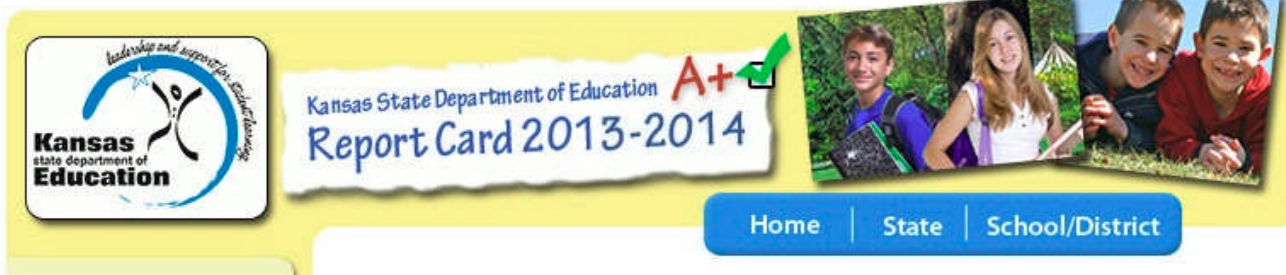 leadership and support for student learning
Kansas
state department of
Education
Kansas State Department of Education A+
Report Card 2013-2014
Home State School/District